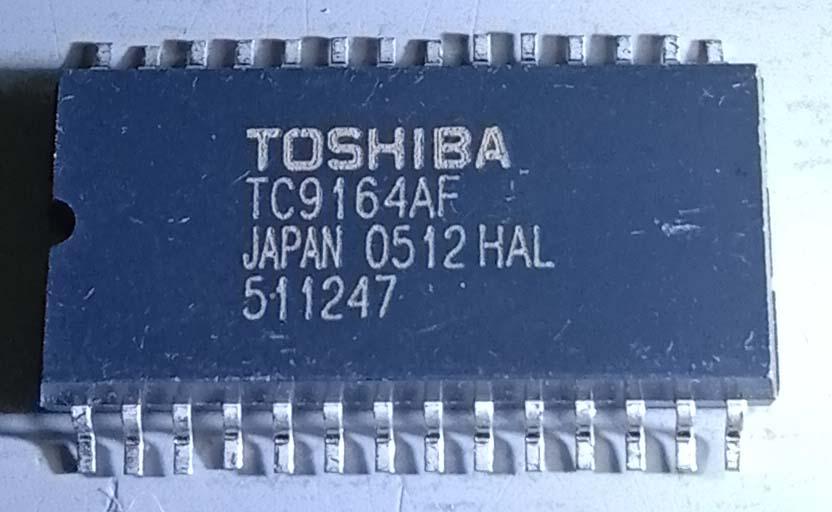 TOSHIBA
TC9164AF
JAPAN 0512 HAL
511247